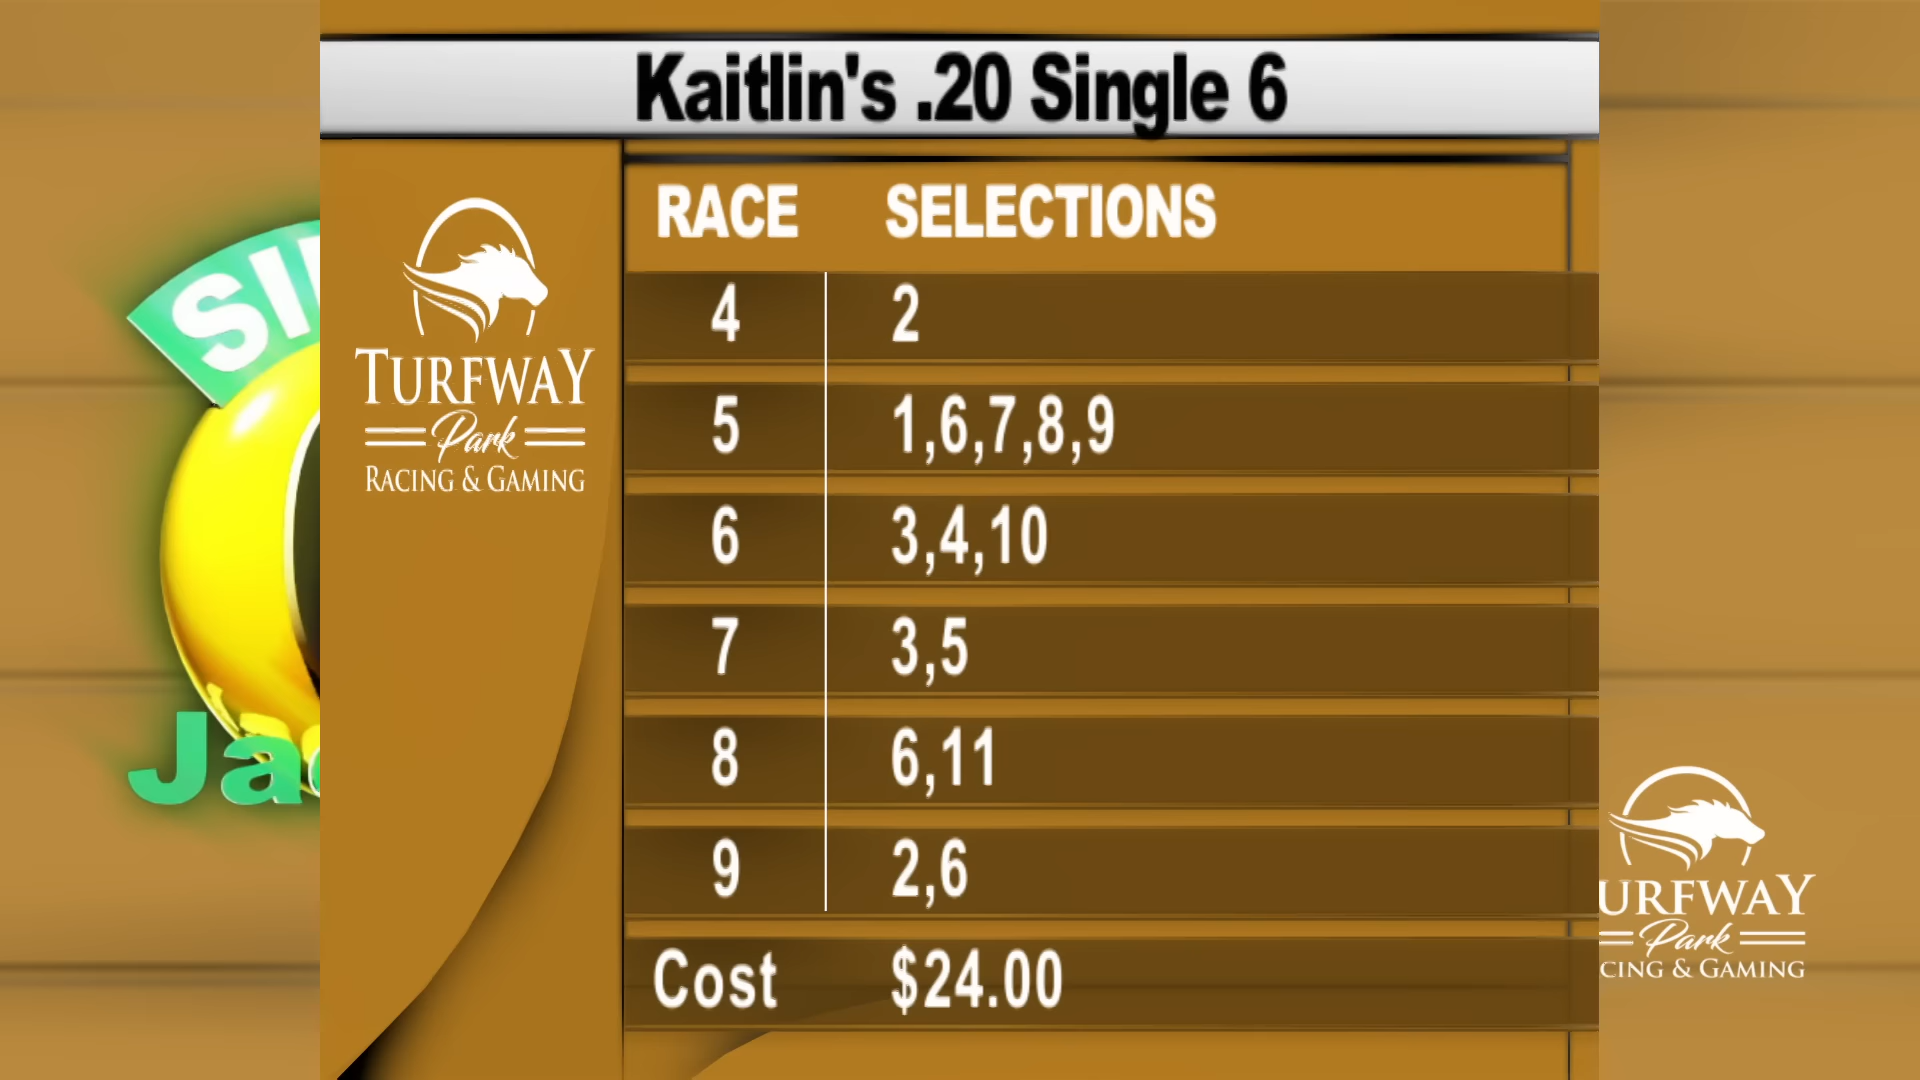 Kaitlin's .20 Single 6
TURFWAY
Park
RACING & GAMING
RACE SELECTIONS
4 2
5 1,6,7,8,9
6 3,4,10
7 3,5
8 6,11
9 2,6
Cost $24.00
URFWAY
Park
CING & GAMING